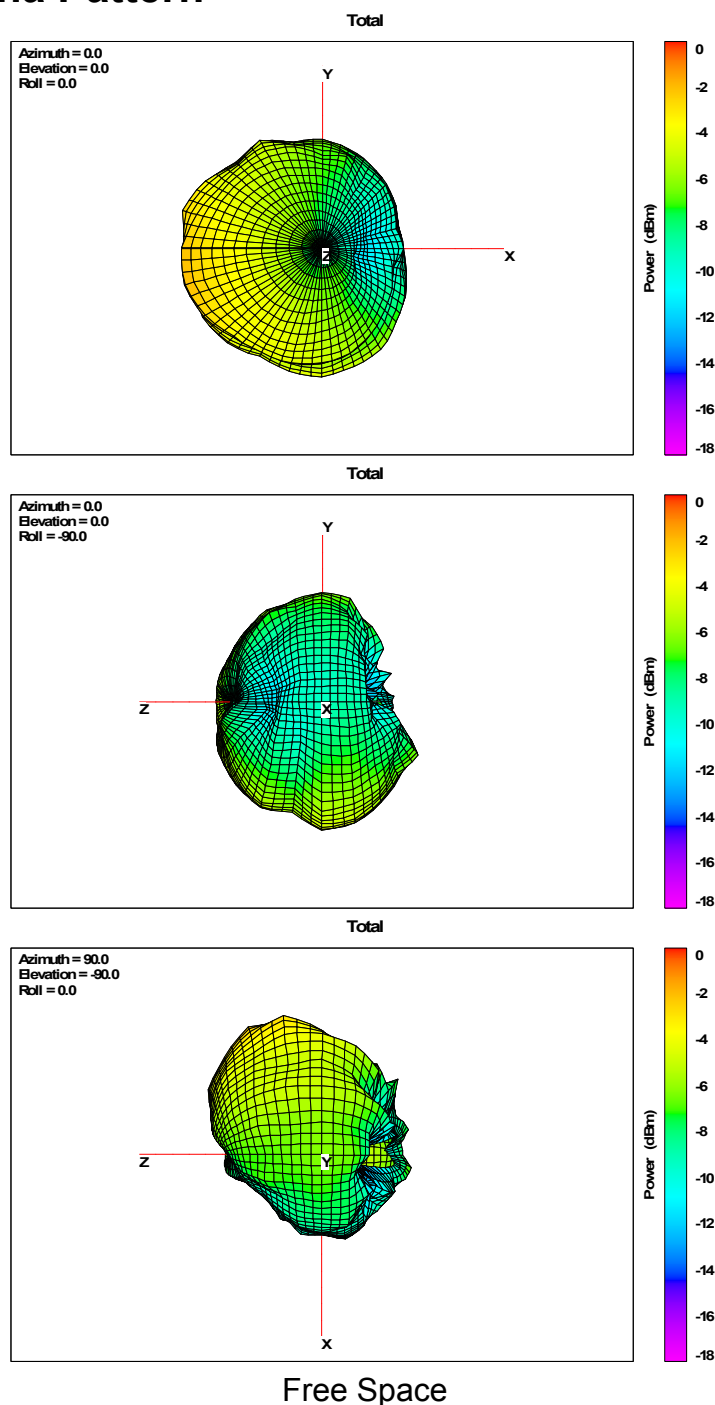 Total
Azimuth = 0.0
Elevation = 0.0
Roll = 0.0
Y
Z
X
0
-2
-4
-6
-8
-10
-12
-14
-16
-18
Power (dBm)
Total
Azimuth = 0.0
Elevation = 0.0
Roll = -90.0
Y
Z
X
0
-2
-4
-6
-8
-10
-12
-14
-16
-18
Power (dBm)
Total
Azimuth = 90.0
Elevation = -90.0
Roll = 0.0
Z
Y
X
0
-2
-4
-6
-8
-10
-12
-14
-16
-18
Power (dBm)
Free Space